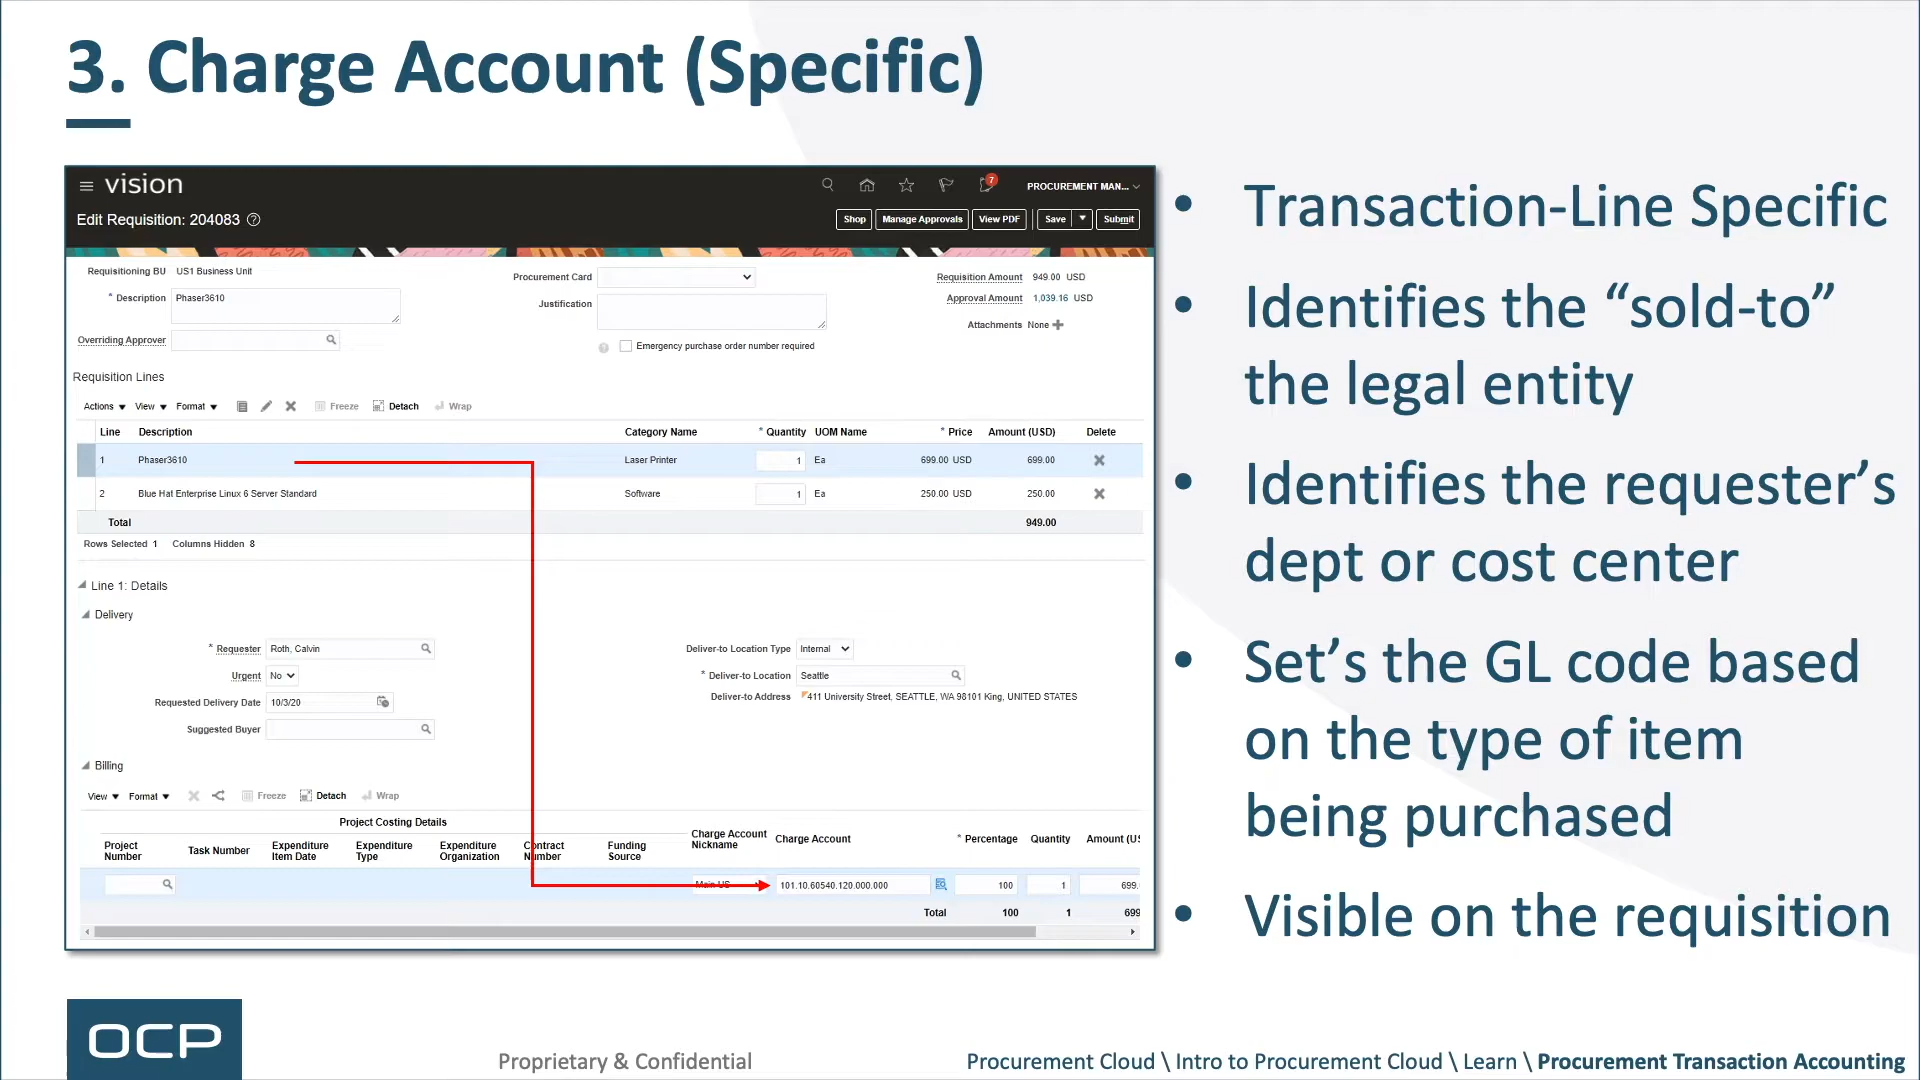 3. Charge Account (Specific)
vision
7
PROCUREMENT MAN...
Edit Requisition: 204083
Shop
Manage Approvals
View PDF
Save
Submit
Requisitioning BU US1 Business Unit
* Description Phaser3610
Overriding Approver
Procurement Card
Justification
Emergency purchase order number required
Requisition Amount 949.00 USD
Approval Amount 1,039.16 USD
Attachments None
Requisition Lines
Actions View Format Freeze Detach Wrap
Line Description Category Name * Quantity UOM Name * Price Amount (USD) Delete
1 Phaser3610 Laser Printer 1 Ea 699.00 USD 699.00
2 Blue Hat Enterprise Linux 6 Server Standard Software 1 Ea 250.00 USD 250.00
Total 949.00
Rows Selected 1 Columns Hidden 8
Line 1: Details
Delivery
* Requester Roth, Calvin
Urgent No
Requested Delivery Date 10/3/20
Suggested Buyer
Deliver-to Location Type Internal
* Deliver-to Location Seattle
Deliver-to Address 411 University Street, SEATTLE, WA 98101 King, UNITED STATES
Billing
View Format Freeze Detach Wrap
Project Costing Details
Project Number Task Number Expenditure Item Date Expenditure Type Expenditure Organization Contract Number Funding Source Charge Account Nickname Charge Account * Percentage Quantity Amount (US
Main US 101.10.60540.120.000.000 100 1 699.
Total 100 1 699
• Transaction-Line Specific
• Identifies the “sold-to”
the legal entity
• Identifies the requester’s
dept or cost center
• Set’s the GL code based
on the type of item
being purchased
• Visible on the requisition
OCP
Proprietary & Confidential
Procurement Cloud \ Intro to Procurement Cloud \ Learn \ Procurement Transaction Accounting